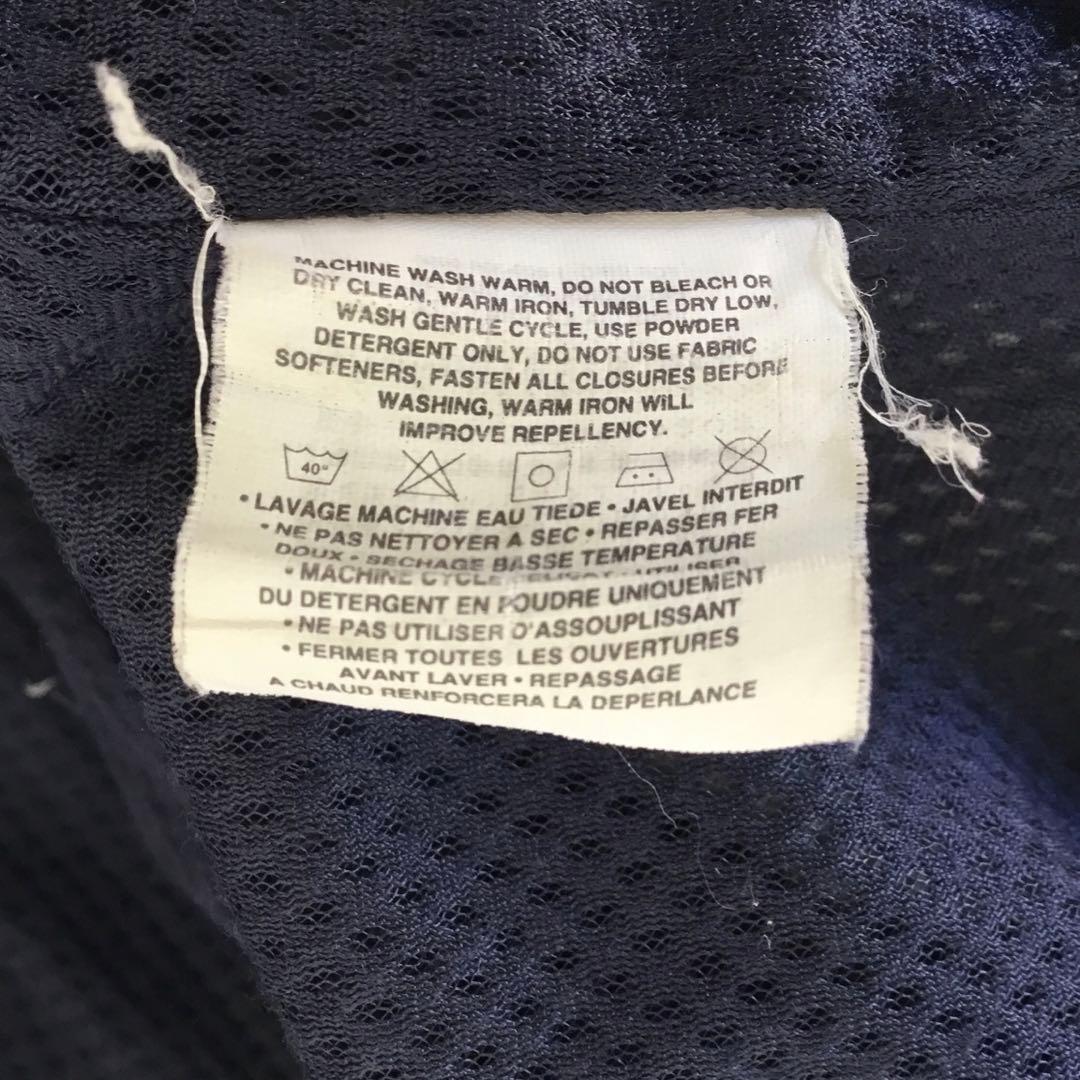 MACHINE WASH WARM, DO NOT BLEACH OR
DRY CLEAN, WARM IRON, TUMBLE DRY LOW,
WASH GENTLE CYCLE, USE POWDER
DETERGENT ONLY, DO NOT USE FABRIC
SOFTENERS, FASTEN ALL CLOSURES BEFORE
WASHING, WARM IRON WILL
IMPROVE REPELLENCY.
40°
• LAVAGE MACHINE EAU TIEDE • JAVEL INTERDIT
• NE PAS NETTOYER A SEC • REPASSER FER
DOUX • SECHAGE BASSE TEMPERATURE
• MACHINE CYCLE DELICAT • UTILISER
DU DETERGENT EN POUDRE UNIQUEMENT
• NE PAS UTILISER D'ASSOUPLISSANT
• FERMER TOUTES LES OUVERTURES
AVANT LAVER • REPASSAGE
A CHAUD RENFORCERA LA DEPERLANCE